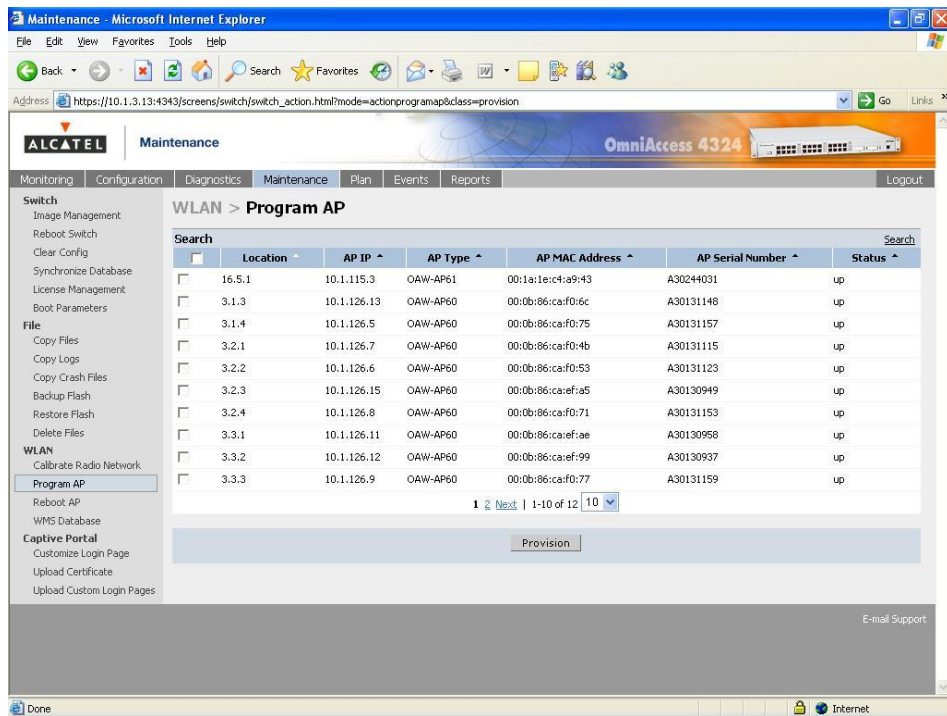 Maintenance - Microsoft Internet Explorer
File Edit View Favorites Tools Help
Back Search Favorites
Address https://10.1.3.13:4343/screens/switch/switch_action.html?mode=actionprogramap&class=provision Go Links »
ALCATEL Maintenance OmniAccess 4324
Monitoring Configuration Diagnostics Maintenance Plan Events Reports Logout
Switch
Image Management
Reboot Switch
Clear Config
Synchronize Database
License Management
Boot Parameters
File
Copy Files
Copy Logs
Copy Crash Files
Backup Flash
Restore Flash
Delete Files
WLAN
Calibrate Radio Network
Program AP
Reboot AP
WMS Database
Captive Portal
Customize Login Page
Upload Certificate
Upload Custom Login Pages
WLAN > Program AP
Search Search
Location AP IP AP Type AP MAC Address AP Serial Number Status
16.5.1 10.1.115.3 OAW-AP61 00:1a:1e:c4:a9:43 A30244031 up
3.1.3 10.1.126.13 OAW-AP60 00:0b:86:ca:f0:6c A30131148 up
3.1.4 10.1.126.5 OAW-AP60 00:0b:86:ca:f0:75 A30131157 up
3.2.1 10.1.126.7 OAW-AP60 00:0b:86:ca:f0:4b A30131115 up
3.2.2 10.1.126.6 OAW-AP60 00:0b:86:ca:f0:53 A30131123 up
3.2.3 10.1.126.15 OAW-AP60 00:0b:86:ca:ef:a5 A30130949 up
3.2.4 10.1.126.8 OAW-AP60 00:0b:86:ca:f0:71 A30131153 up
3.3.1 10.1.126.11 OAW-AP60 00:0b:86:ca:ef:ae A30130958 up
3.3.2 10.1.126.12 OAW-AP60 00:0b:86:ca:ef:99 A30130937 up
3.3.3 10.1.126.9 OAW-AP60 00:0b:86:ca:f0:77 A30131159 up
1 2 Next | 1-10 of 12 10
Provision
E-mail Support
Done Internet